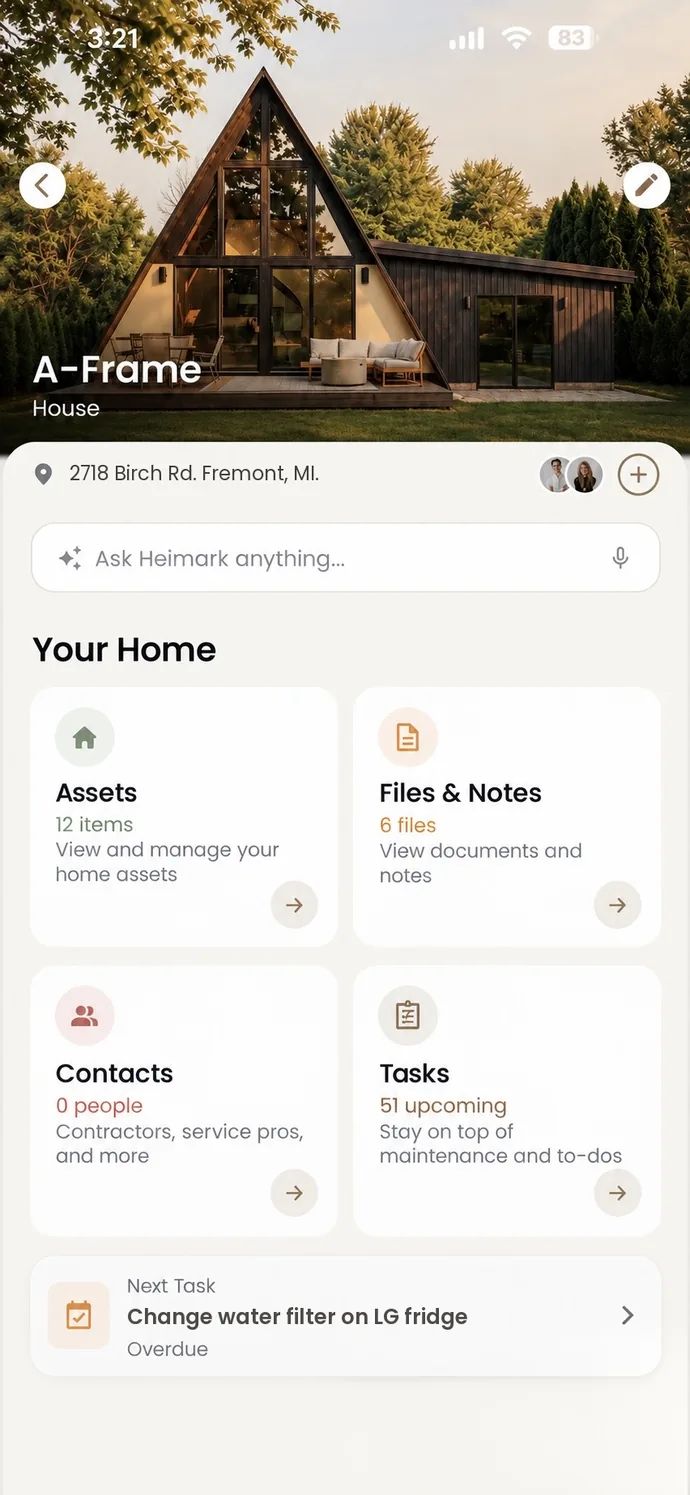 3:21
83
A-Frame
House
2718 Birch Rd. Fremont, MI.
Ask Heimark anything...
Your Home
Assets
12 items
View and manage your
home assets
Files & Notes
6 files
View documents and
notes
Contacts
0 people
Contractors, service pros,
and more
Tasks
51 upcoming
Stay on top of
maintenance and to-dos
Next Task
Change water filter on LG fridge
Overdue